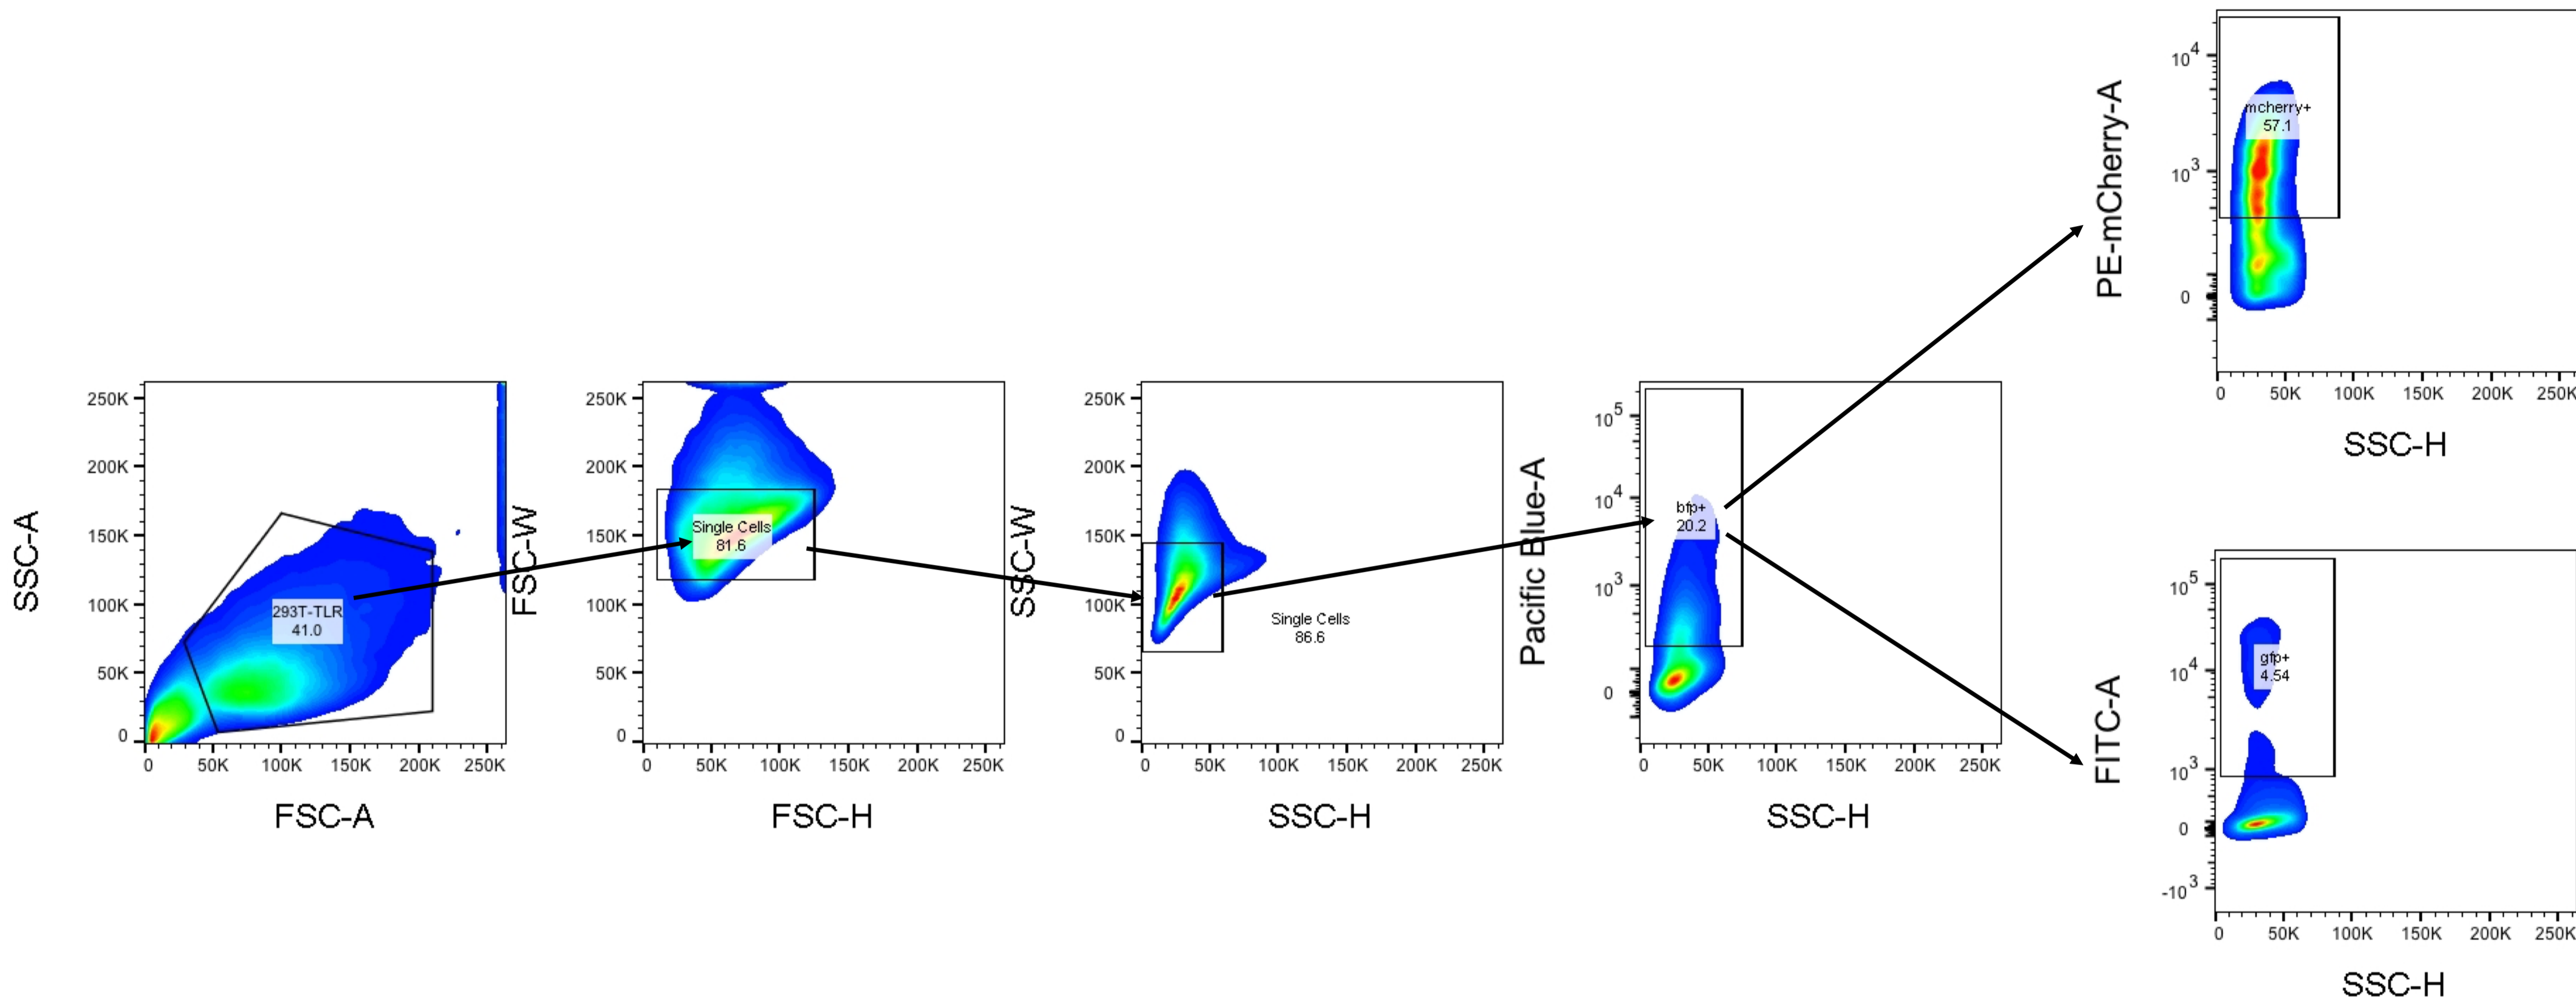 SSC-A
250K
200K
150K
100K
50K
0
293T-TLR
41.0
0 50K 100K 150K 200K 250K
FSC-A
FSC-W
250K
200K
150K
100K
50K
0
Single Cells
81.6
0 50K 100K 150K 200K 250K
FSC-H
SSC-W
250K
200K
150K
100K
50K
0
Single Cells
86.6
0 50K 100K 150K 200K 250K
SSC-H
Pacific Blue-A
10^5
10^4
10^3
0
bfp+
20.2
0 50K 100K 150K 200K 250K
SSC-H
PE-mCherry-A
10^4
10^3
0
mcherry+
57.1
0 50K 100K 150K 200K 250K
SSC-H
FITC-A
10^5
10^4
10^3
0
-10^3
gfp+
4.54
0 50K 100K 150K 200K 250K
SSC-H